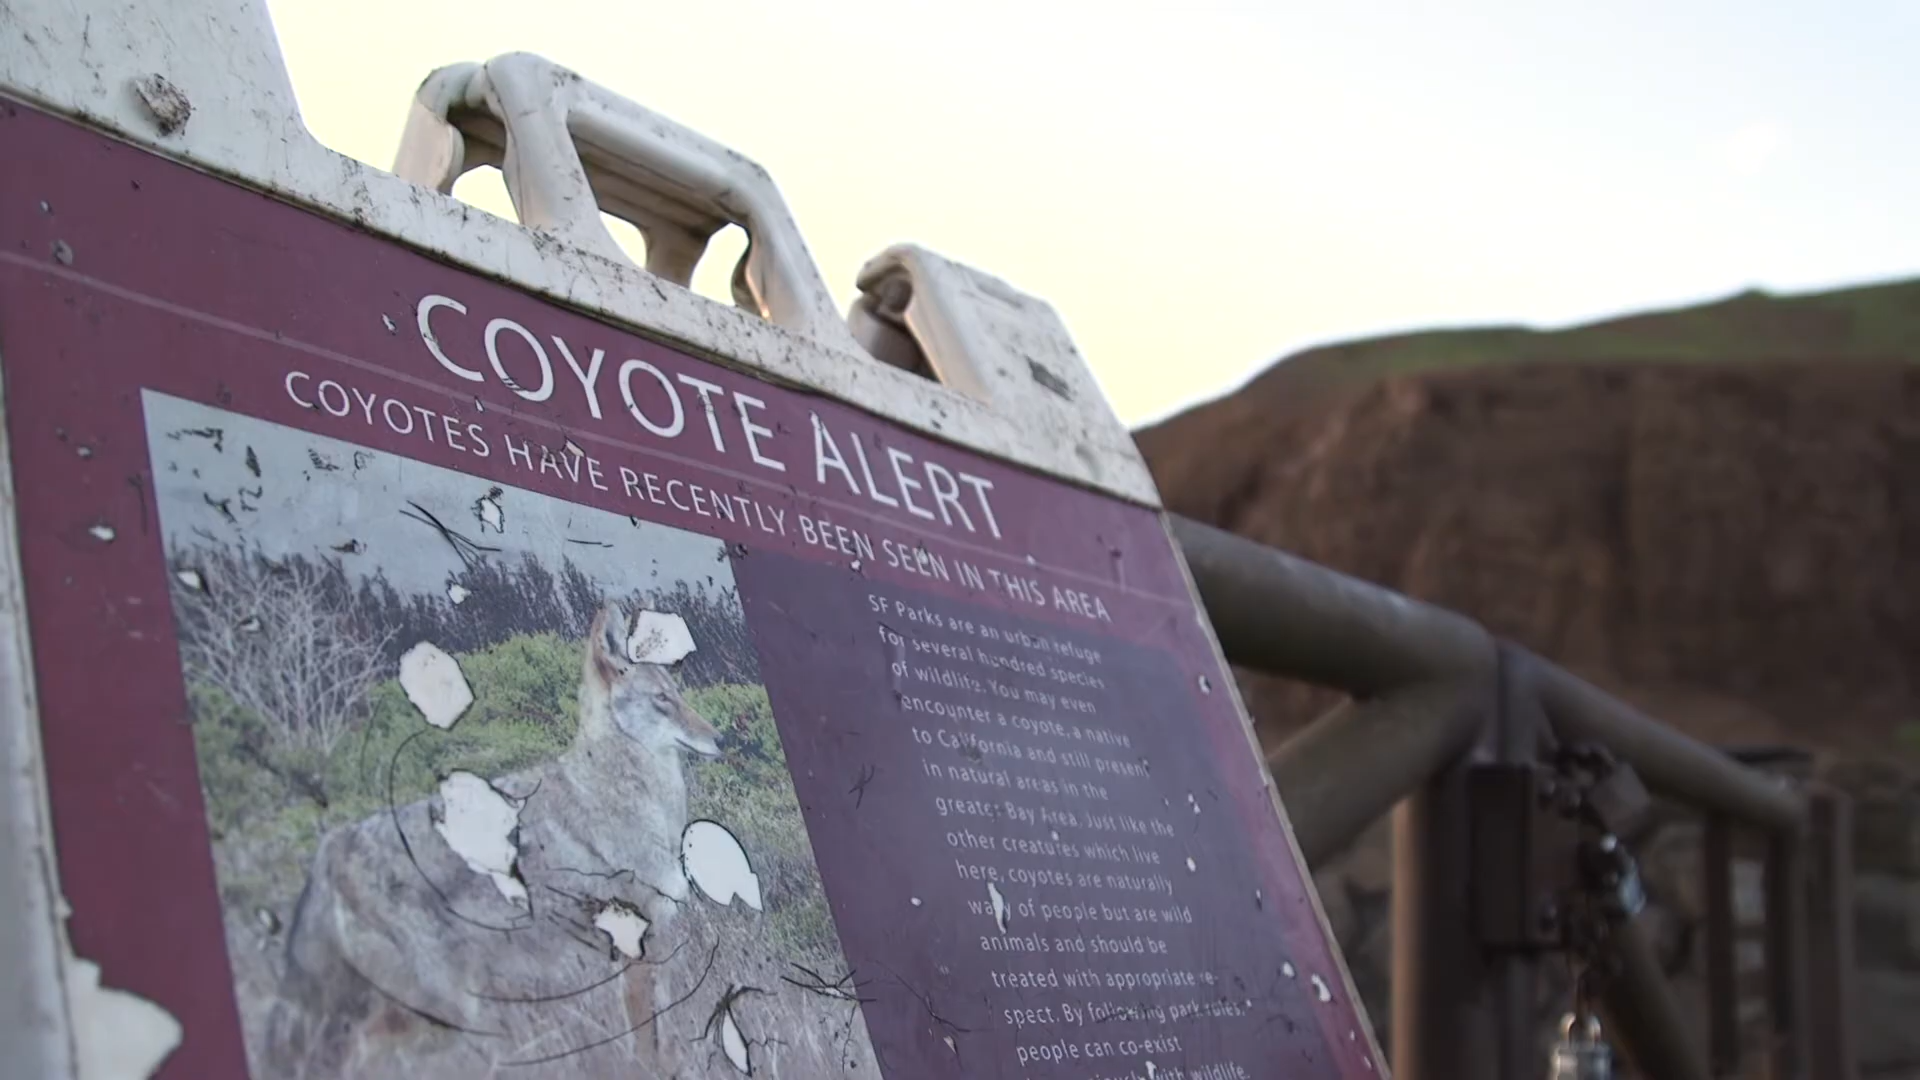 COYOTE ALERT
COYOTES HAVE RECENTLY BEEN SEEN IN THIS AREA
SF Parks are an urban refuge
for several hundred species
of wildlife. You may even
encounter a coyote, a native
to California and still present
in natural areas in the
greater Bay Area. Just like the
other creatures which live
here, coyotes are naturally
wary of people but are wild
animals and should be
treated with appropriate re-
spect. By following park rules,
people can co-exist
with wildlife.